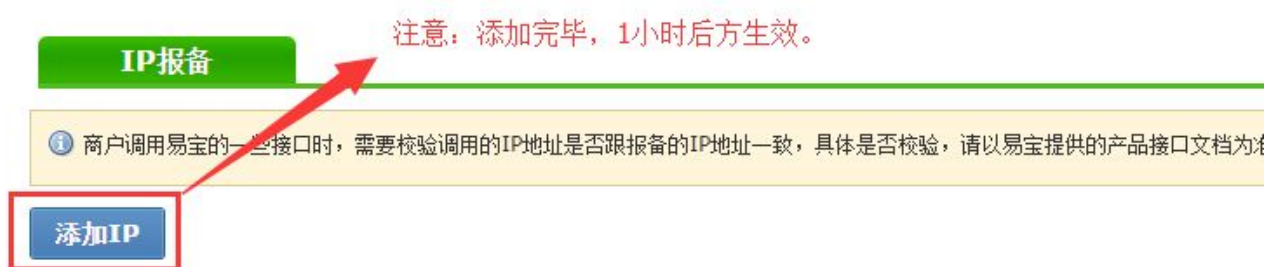 注意：添加完毕，1小时后方生效。
IP报备
商户调用易宝的一些接口时，需要校验调用的IP地址是否跟报备的IP地址一致，具体是否校验，请以易宝提供的产品接口文档为准
添加IP